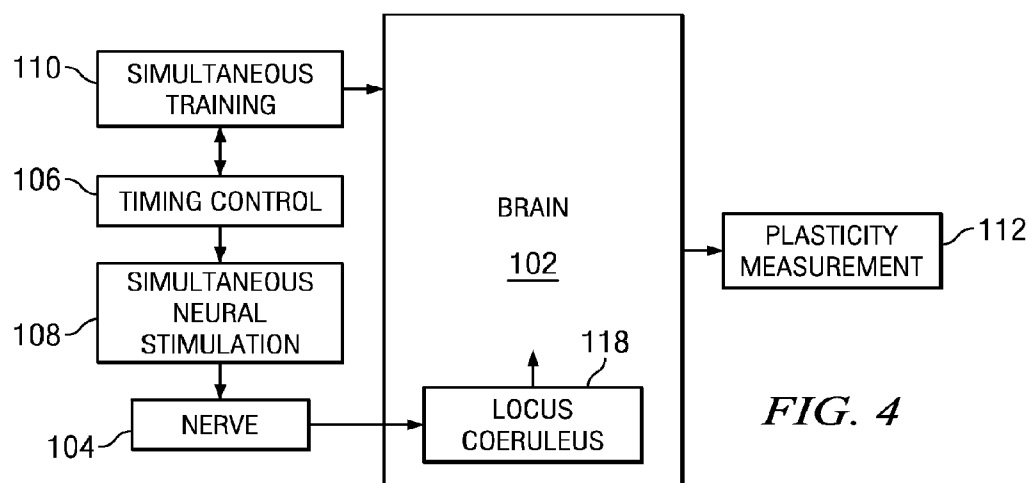 110
SIMULTANEOUS
TRAINING
106
TIMING CONTROL
108
SIMULTANEOUS
NEURAL
STIMULATION
104
NERVE
BRAIN
102
118
LOCUS
COERULEUS
PLASTICITY
MEASUREMENT
112
FIG. 4